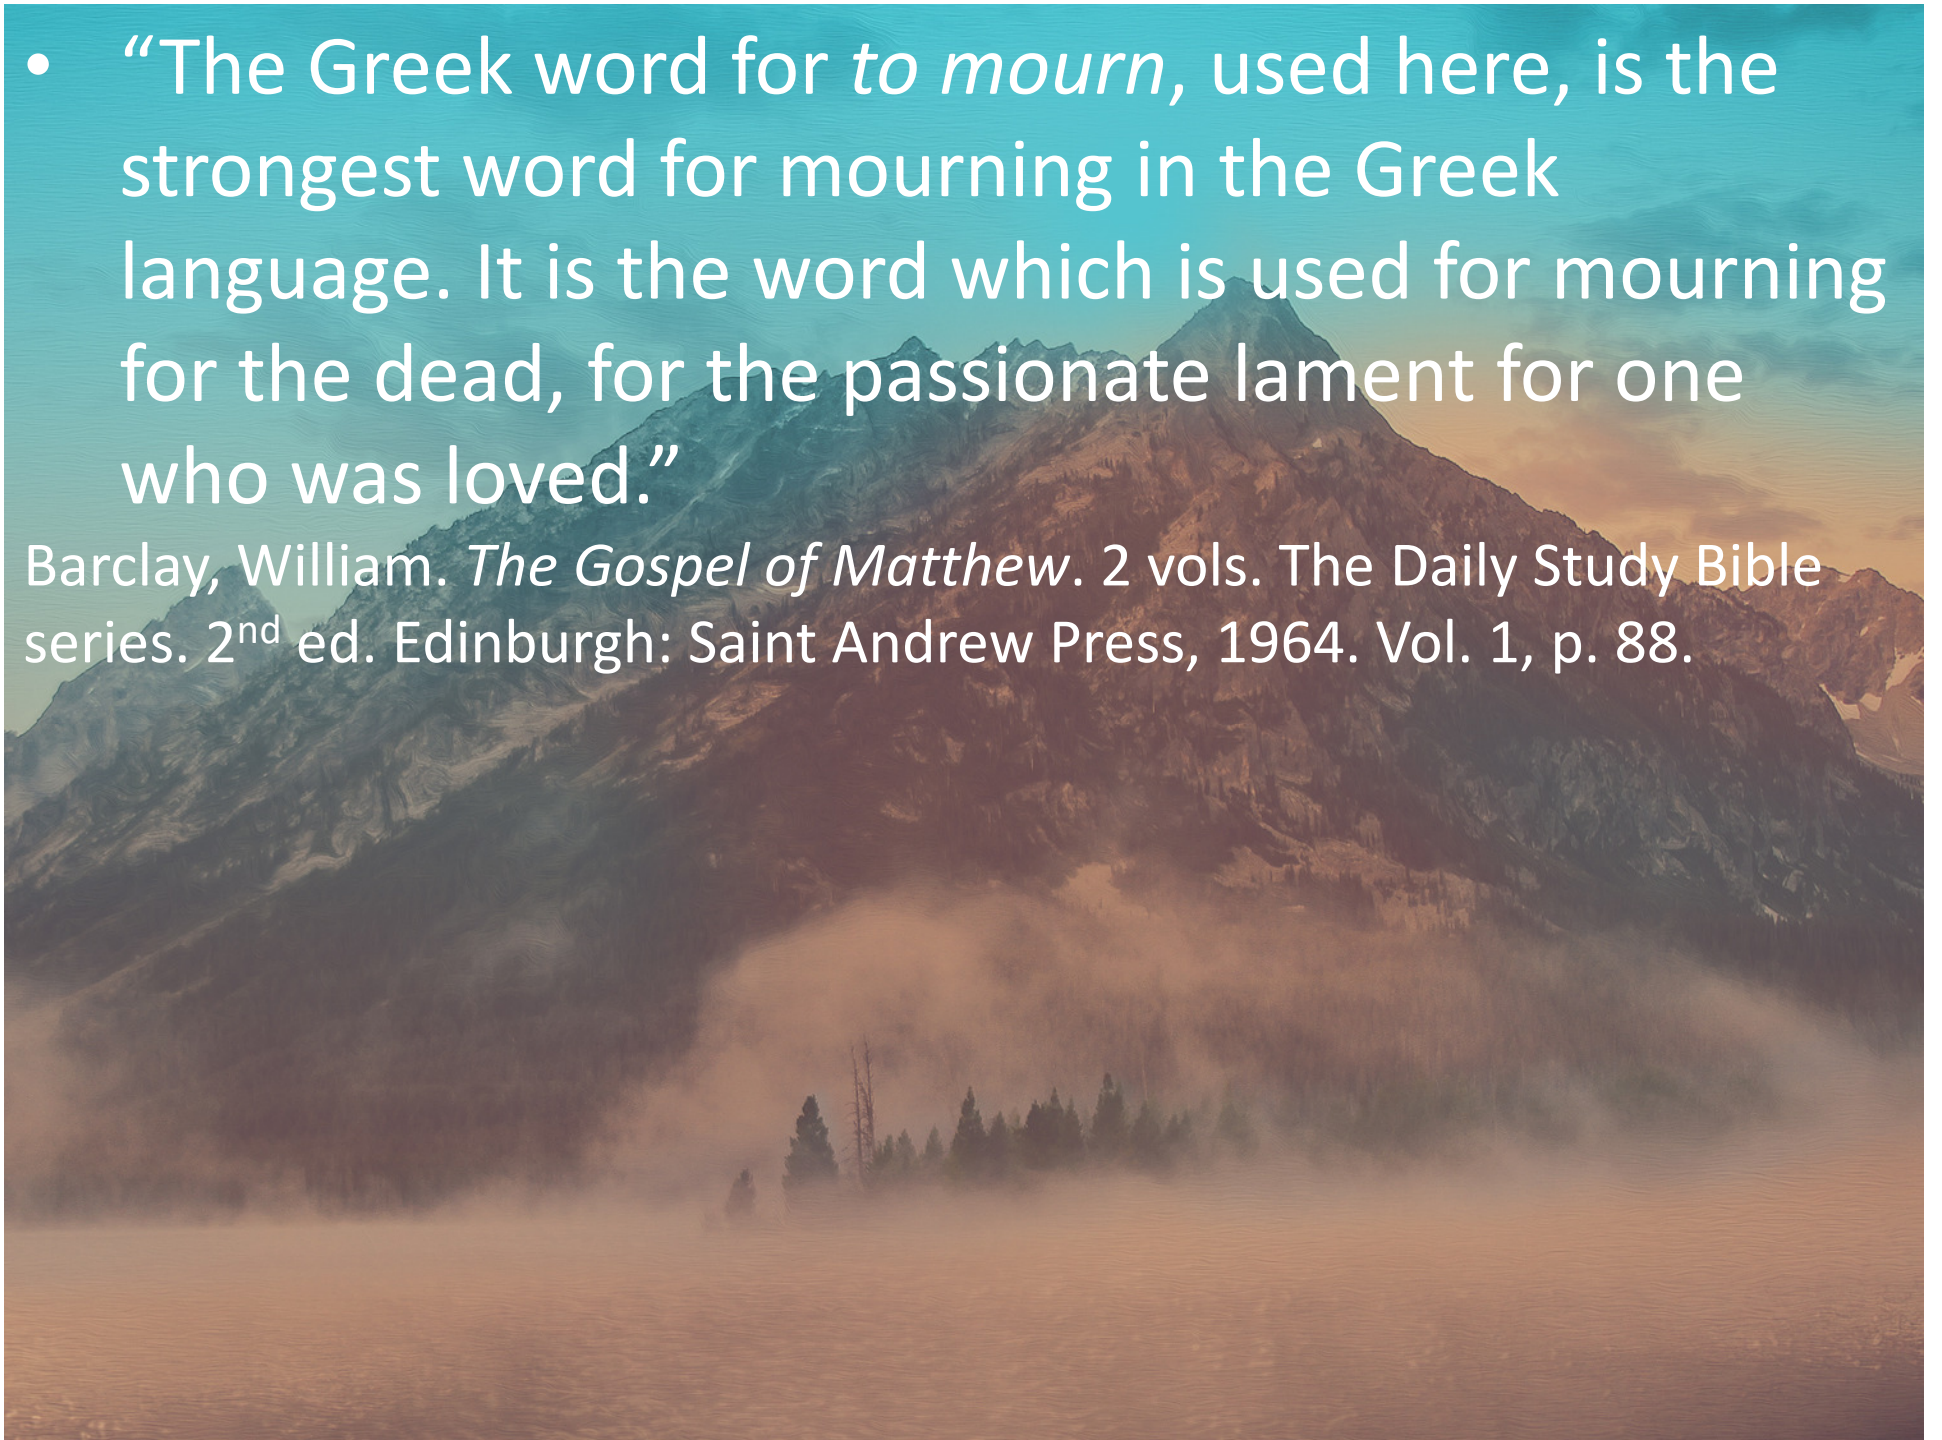 • “The Greek word for to mourn, used here, is the
strongest word for mourning in the Greek
language. It is the word which is used for mourning
for the dead, for the passionate lament for one
who was loved.”
Barclay, William. The Gospel of Matthew. 2 vols. The Daily Study Bible
series. 2nd ed. Edinburgh: Saint Andrew Press, 1964. Vol. 1, p. 88.